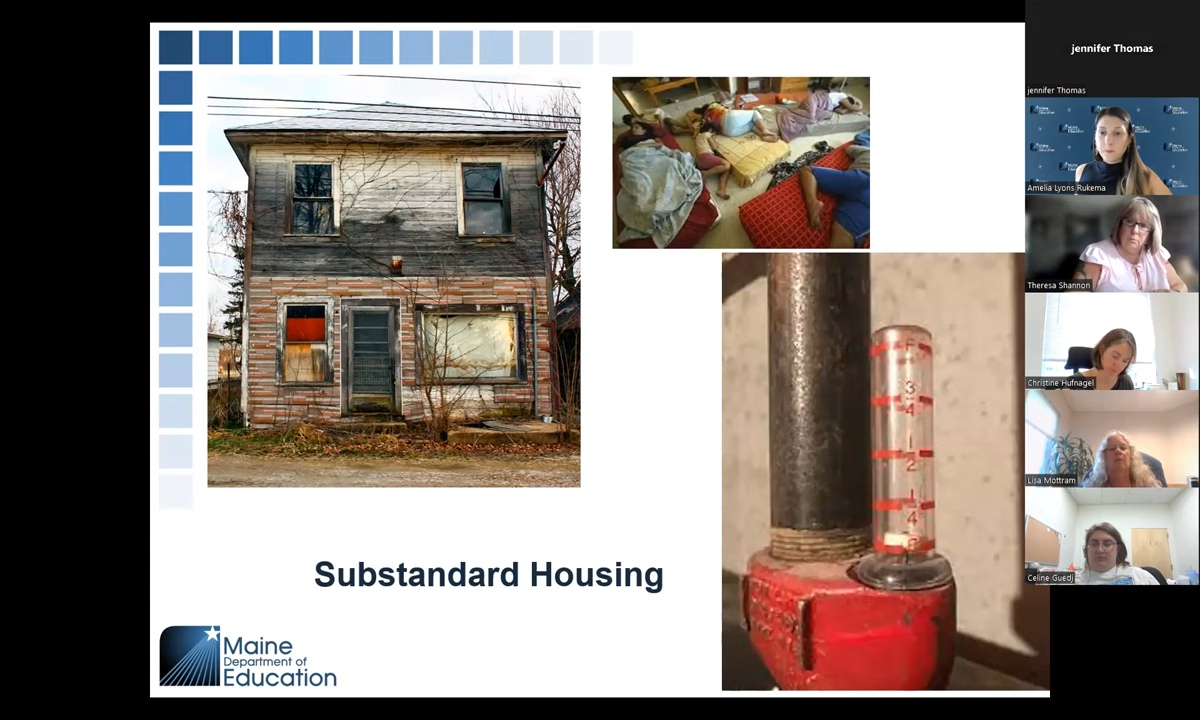 Substandard Housing
Maine
Department of
Education
F
3
4
1
2
1
4
jennifer Thomas
jennifer Thomas
Amelia Lyons Rukema
Theresa Shannon
Christine Hufnagel
Lisa Mottram
Celine Guedj